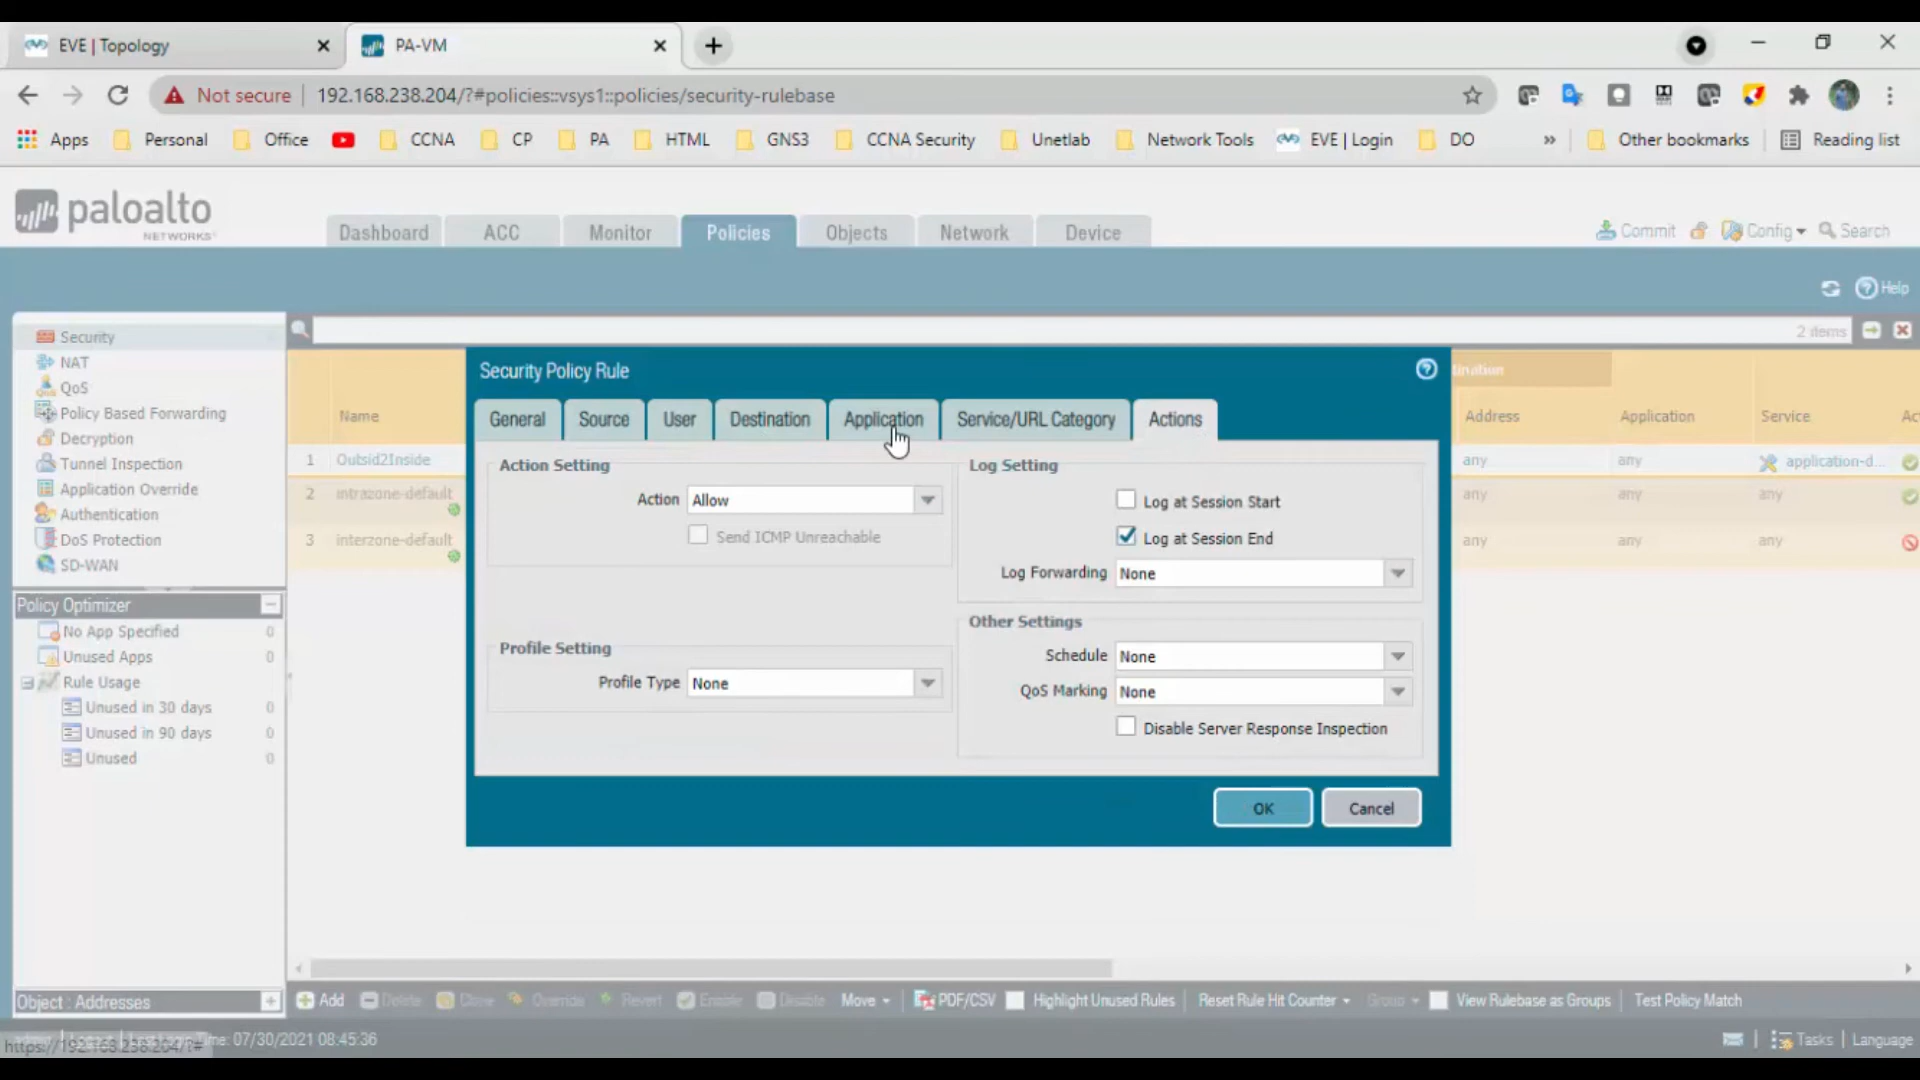 EVE | Topology
PA-VM
Not secure
192.168.238.204/?#policies::vsys1::policies/security-rulebase
Apps Personal Office CCNA CP PA HTML GNS3 CCNA Security Unetlab Network Tools EVE | Login DO » Other bookmarks Reading list
paloalto
NETWORKS
Dashboard ACC Monitor Policies Objects Network Device
Commit Config Search
Help
Security
NAT
QoS
Policy Based Forwarding
Decryption
Tunnel Inspection
Application Override
Authentication
DoS Protection
SD-WAN
Policy Optimizer
No App Specified 0
Unused Apps 0
Rule Usage
Unused in 30 days 0
Unused in 90 days 0
Unused 0
Object : Addresses
2 items
Name
1 Outsid2Inside
2 intrazone-default
3 interzone-default
Address Application Service
any any application-d...
any any any
any any any
Security Policy Rule
General Source User Destination Application Service/URL Category Actions
Action Setting
Action Allow
Send ICMP Unreachable
Profile Setting
Profile Type None
Log Setting
Log at Session Start
Log at Session End
Log Forwarding None
Other Settings
Schedule None
QoS Marking None
Disable Server Response Inspection
OK Cancel
Add Delete Clone Override Revert Enable Disable Move PDF/CSV Highlight Unused Rules Reset Rule Hit Counter Group View Rulebase as Groups Test Policy Match
07/30/2021 08:45:36
Tasks | Language